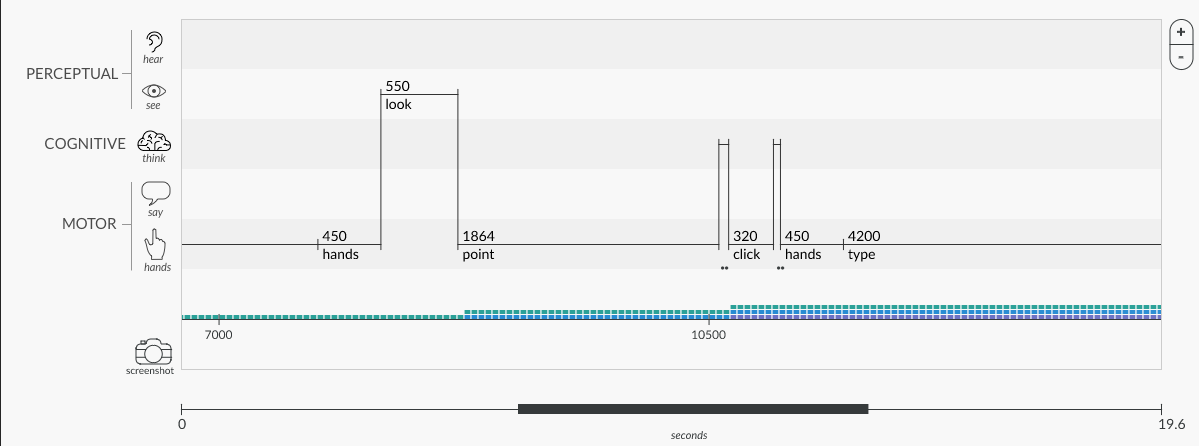 +
hear
PERCEPTUAL
-
550
see
look
COGNITIVE
think
say
MOTOR
450
1864
320
450
4200
hands
point
click
hands
type
hands
7000
10500
screenshot
0
19.6
seconds